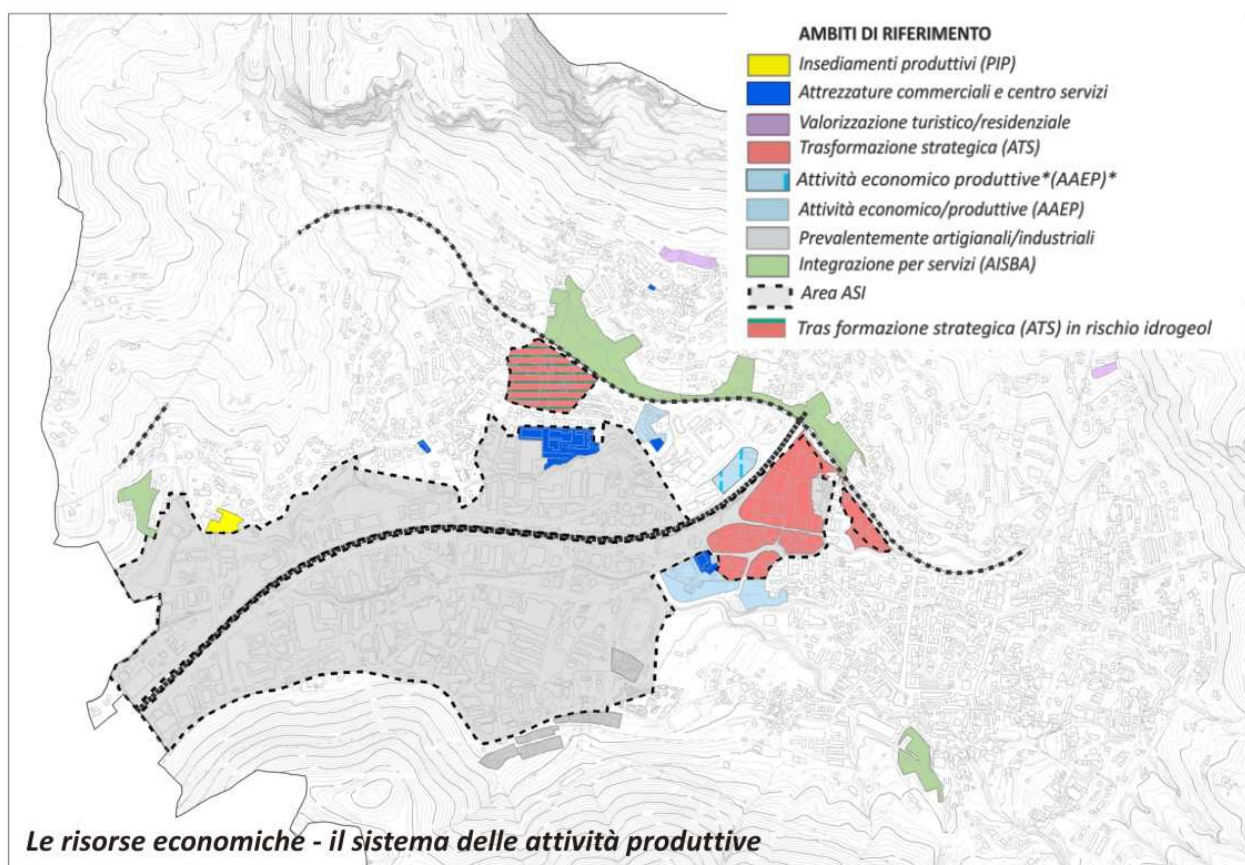 AMBITI DI RIFERIMENTO
Insediamenti produttivi (PIP)
Attrezzature commerciali e centro servizi
Valorizzazione turistico/residenziale
Trasformazione strategica (ATS)
Attività economico produttive*(AAEP)*
Attività economico/produttive (AAEP)
Prevalentemente artigianali/industriali
Integrazione per servizi (AISBA)
Area ASI
Tras formazione strategica (ATS) in rischio idrogeol
Le risorse economiche - il sistema delle attività produttive